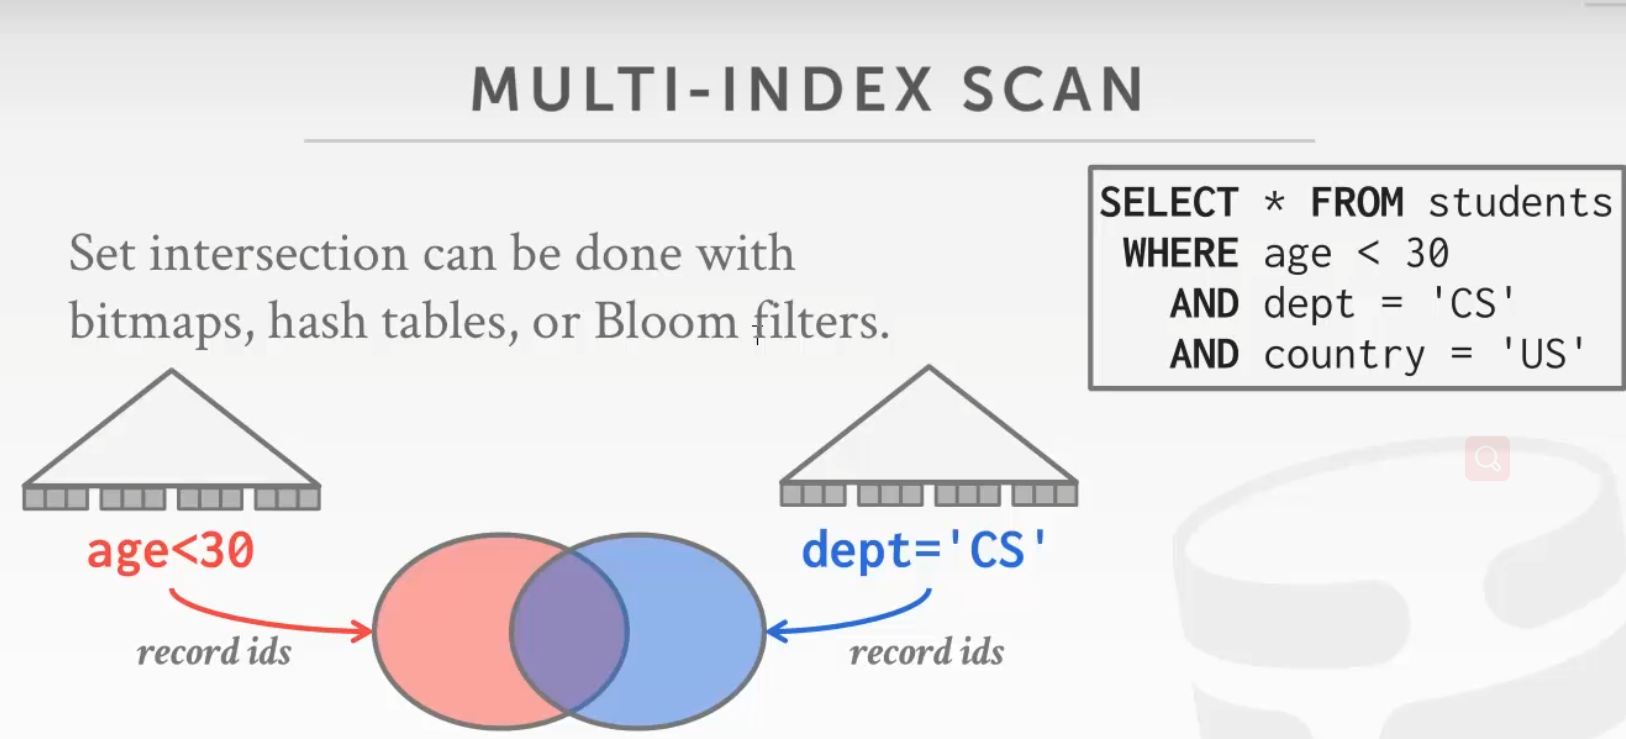 MULTI-INDEX SCAN
SELECT * FROM students
WHERE age < 30
AND dept = 'CS'
AND country = 'US'
Set intersection can be done with
bitmaps, hash tables, or Bloom filters.
age<30
dept='CS'
record ids
record ids